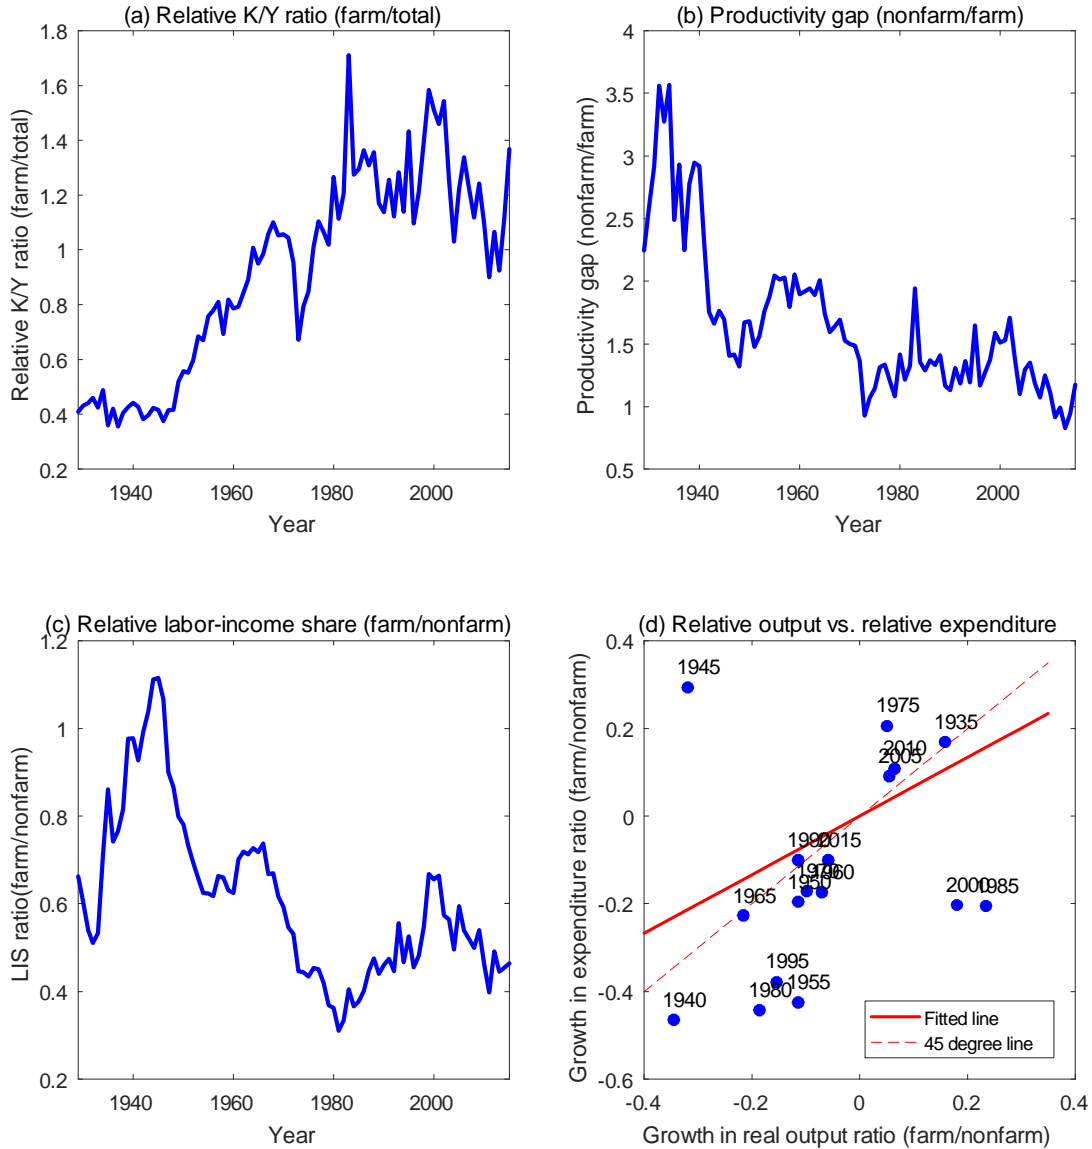 (a) Relative K/Y ratio (farm/total)
1.8
1.6
1.4
1.2
1
0.8
0.6
0.4
0.2
Relative K/Y ratio (farm/total)
1940 1960 1980 2000
Year
(b) Productivity gap (nonfarm/farm)
4
3.5
3
2.5
2
1.5
1
0.5
Productivity gap (nonfarm/farm)
1940 1960 1980 2000
Year
(c) Relative labor-income share (farm/nonfarm)
1.2
1
0.8
0.6
0.4
0.2
LIS ratio(farm/nonfarm)
1940 1960 1980 2000
Year
(d) Relative output vs. relative expenditure
0.4
0.2
0
-0.2
-0.4
-0.6
Growth in expenditure ratio (farm/nonfarm)
1945
1975
1935
2010
2005
1990
2015
1970
1960
1950
1965
2000
1985
1995
1980
1955
1940
Fitted line
45 degree line
-0.4 -0.2 0 0.2 0.4
Growth in real output ratio (farm/nonfarm)